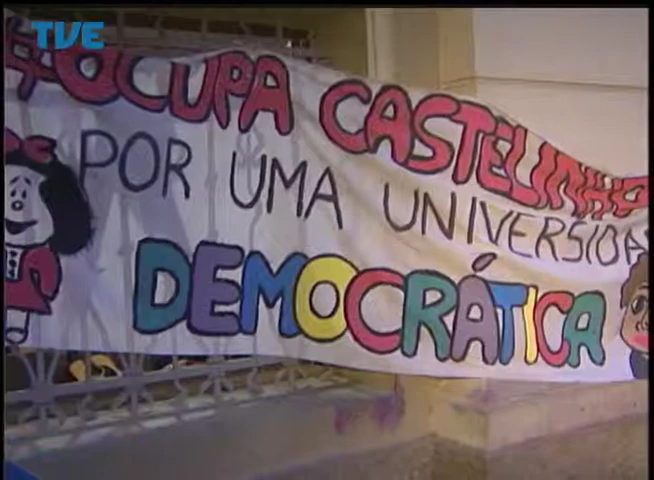 TVE
#OCUPA CASTELINHO
POR UMA UNIVERSIDA
DEMOCRÁTICA